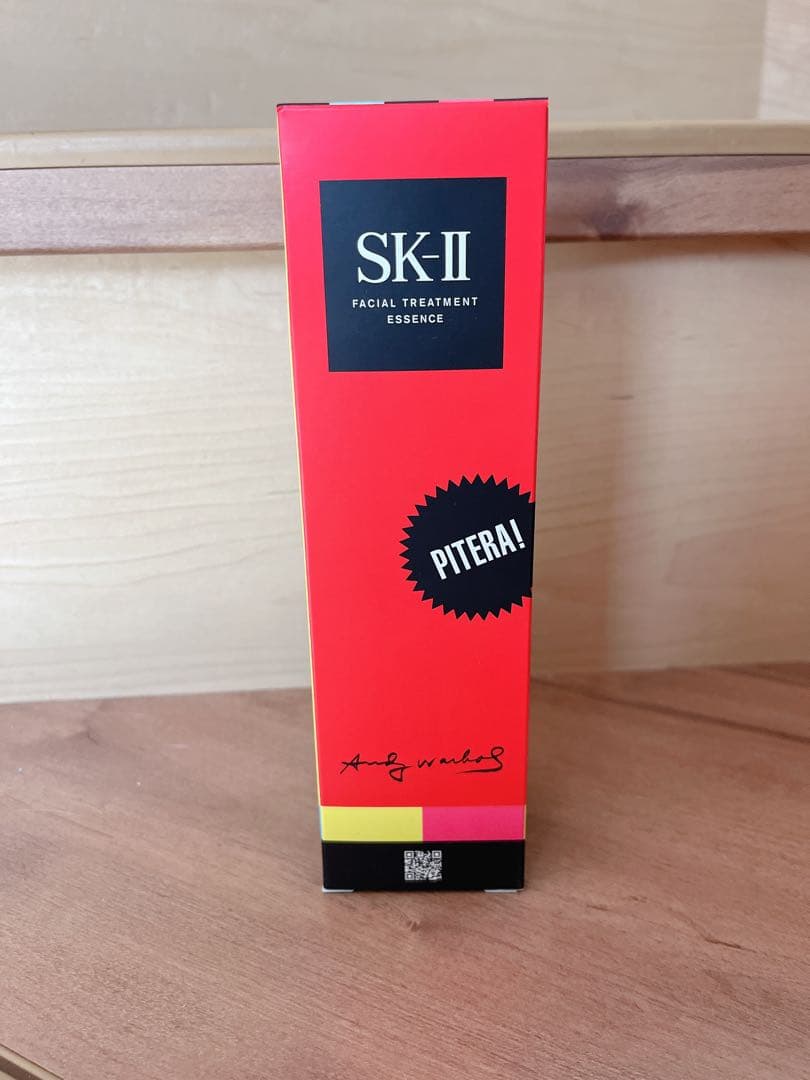 SK-II
FACIAL TREATMENT
ESSENCE
PITERA!
Andy Warhol